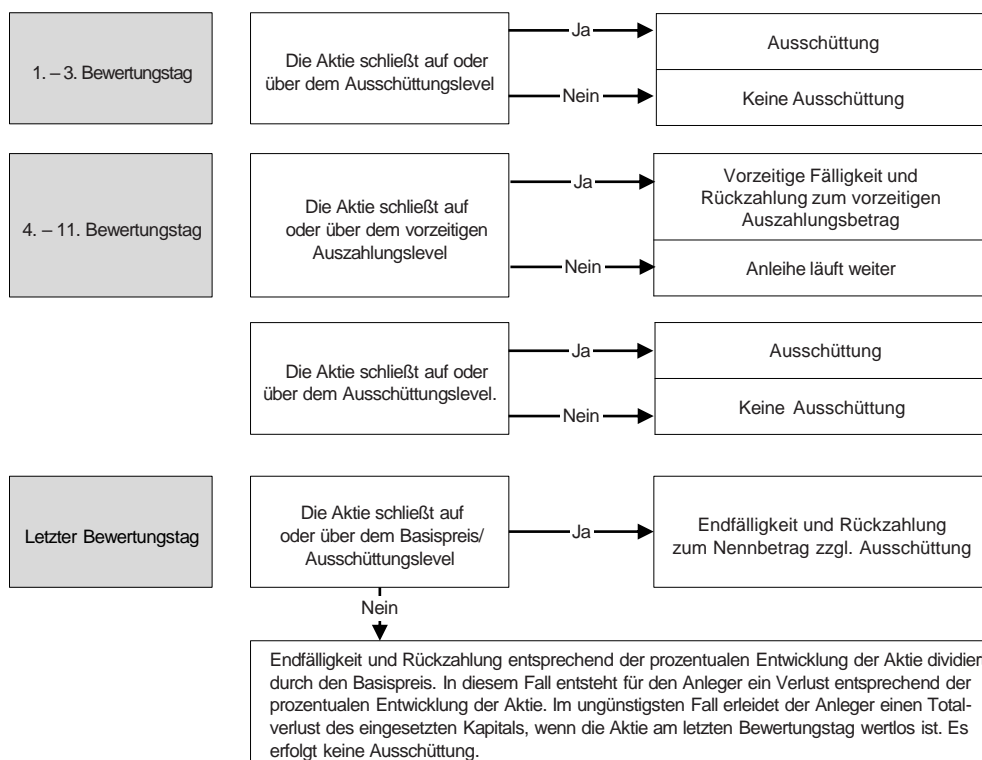 1. – 3. Bewertungstag
Die Aktie schließt auf oder
über dem Ausschüttungslevel
Ja
Ausschüttung
Nein
Keine Ausschüttung
4. – 11. Bewertungstag
Die Aktie schließt auf
oder über dem vorzeitigen
Auszahlungslevel
Ja
Vorzeitige Fälligkeit und
Rückzahlung zum vorzeitigen
Auszahlungsbetrag
Nein
Anleihe läuft weiter
Die Aktie schließt auf oder
über dem Ausschüttungslevel.
Ja
Ausschüttung
Nein
Keine Ausschüttung
Letzter Bewertungstag
Die Aktie schließt auf
oder über dem Basispreis/
Ausschüttungslevel
Ja
Endfälligkeit und Rückzahlung
zum Nennbetrag zzgl. Ausschüttung
Nein
Endfälligkeit und Rückzahlung entsprechend der prozentualen Entwicklung der Aktie dividier
durch den Basispreis. In diesem Fall entsteht für den Anleger ein Verlust entsprechend der
prozentualen Entwicklung der Aktie. Im ungünstigsten Fall erleidet der Anleger einen Total-
verlust des eingesetzten Kapitals, wenn die Aktie am letzten Bewertungstag wertlos ist. Es
erfolgt keine Ausschüttung.